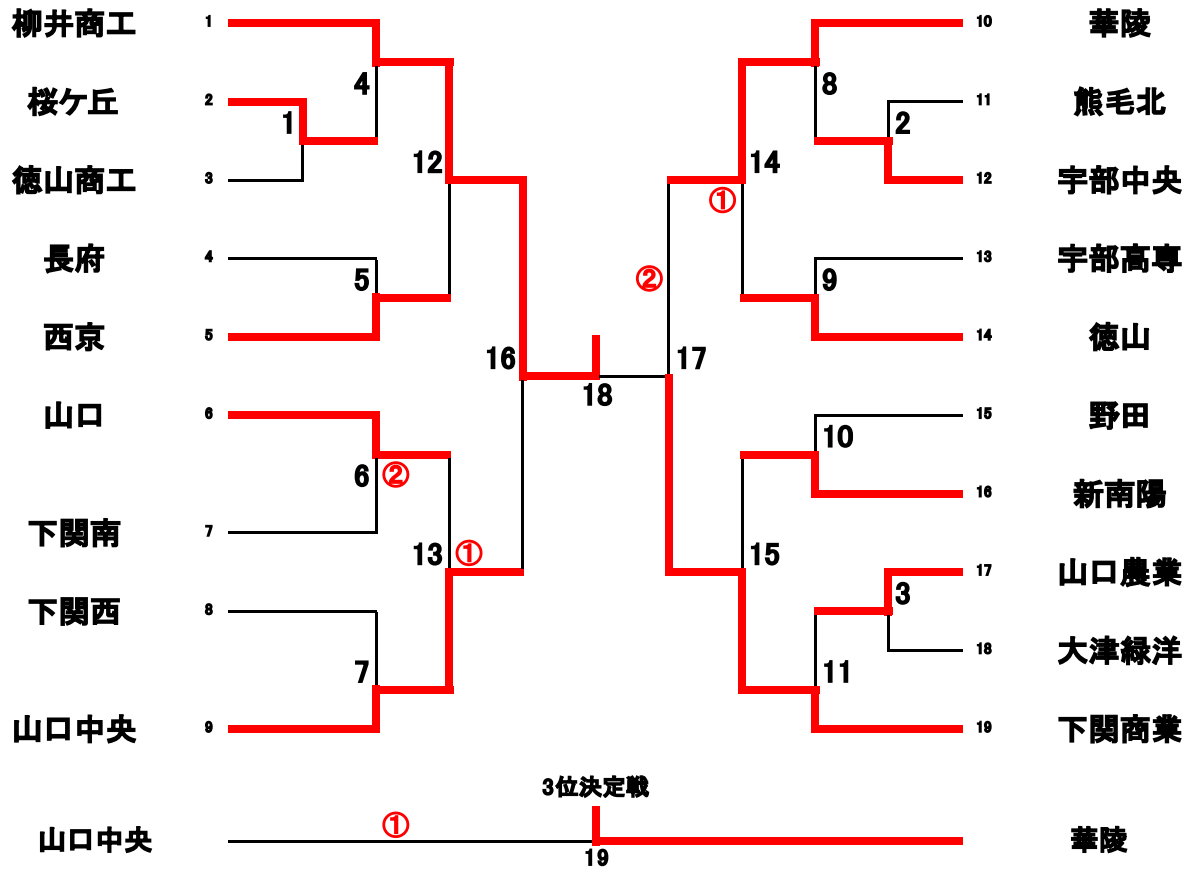 柳井商工 1 10 華陵
4 8
桜ケ丘 2 11 熊毛北
1 2
12 14
徳山商工 3 12 宇部中央
①
長府 4 13 宇部高専
5 ② 9
西京 5 14 徳山
16 17
18
山口 6 15 野田
10
6 ②
16 新南陽
下関南 7
13 ① 15
17 山口農業
3
下関西 8
18 大津緑洋
7 11
山口中央 9 19 下関商業
3位決定戦
①
山口中央 華陵
19